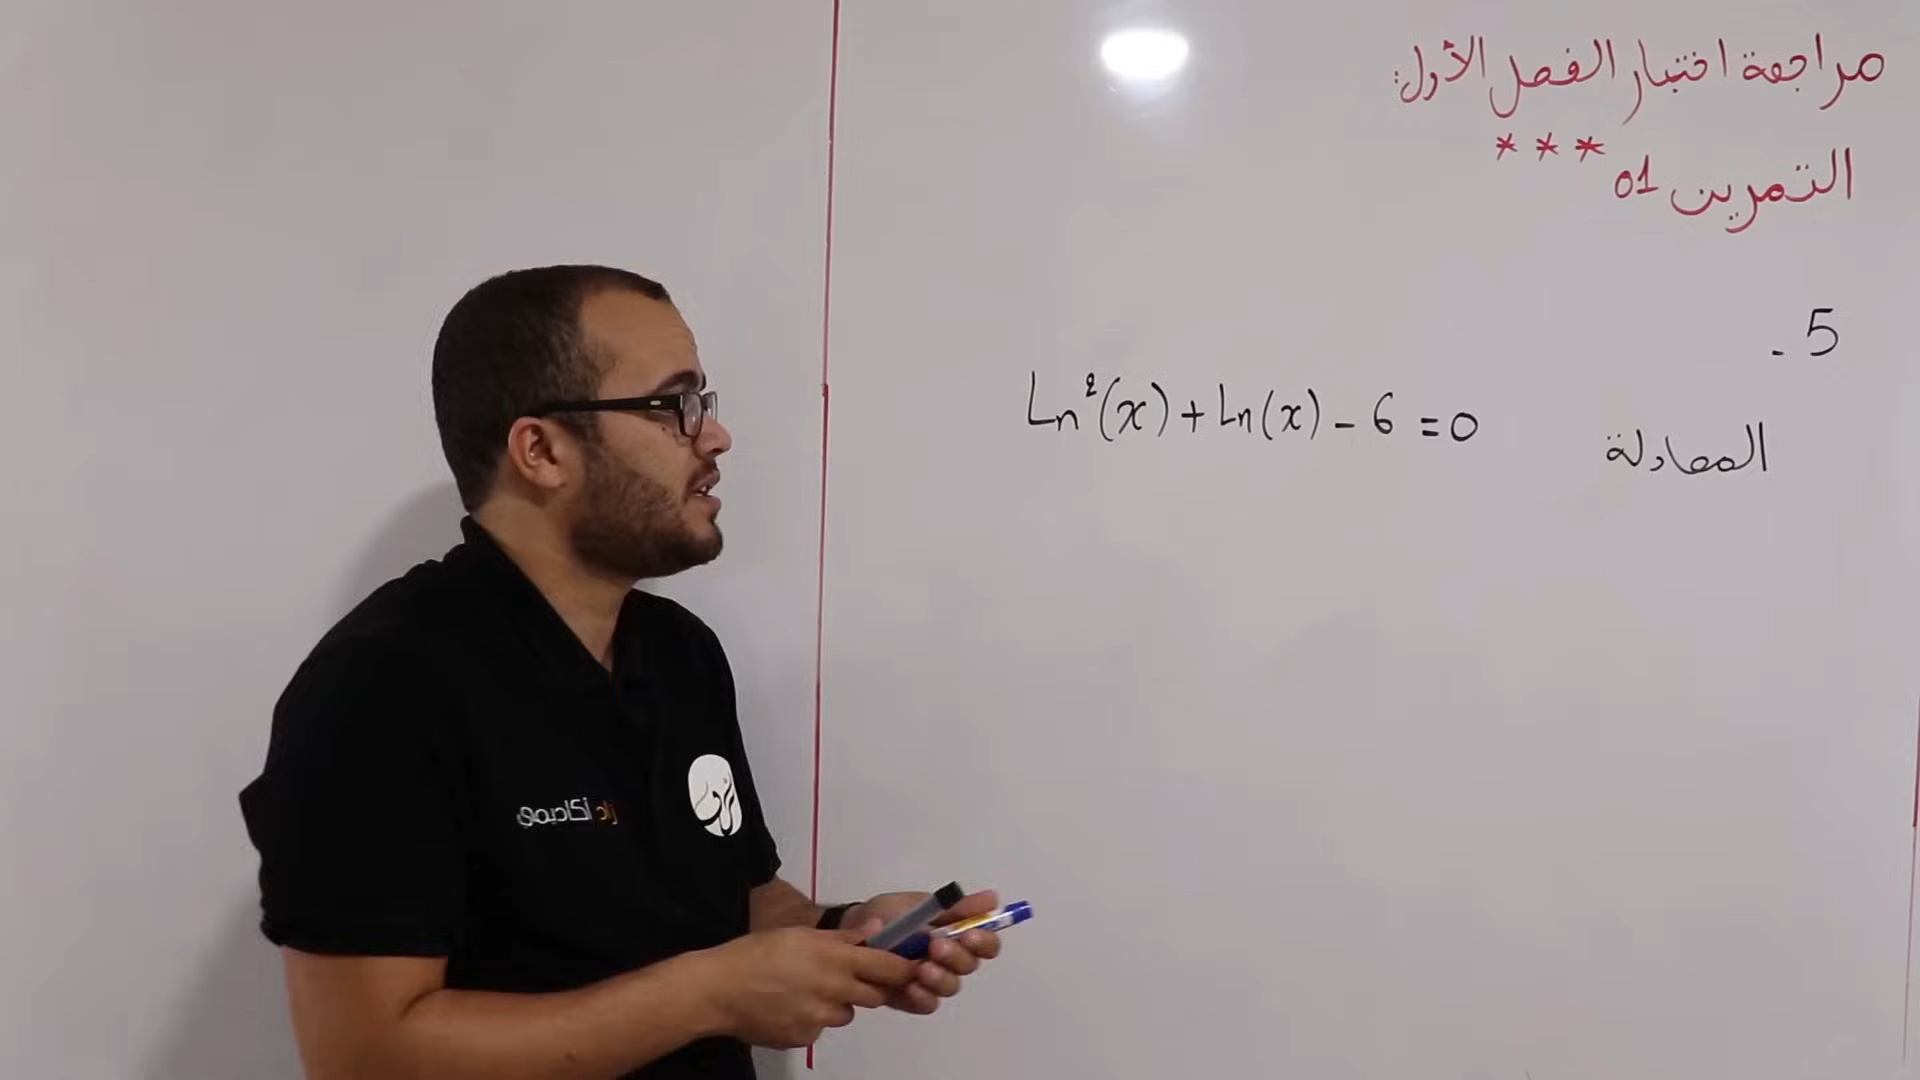 مراجعة اختبار الفصل الأول:
التمرين 01 ***
5 -
المعادلة
Ln²(x) + Ln(x) - 6 = 0
زاد أكاديمي